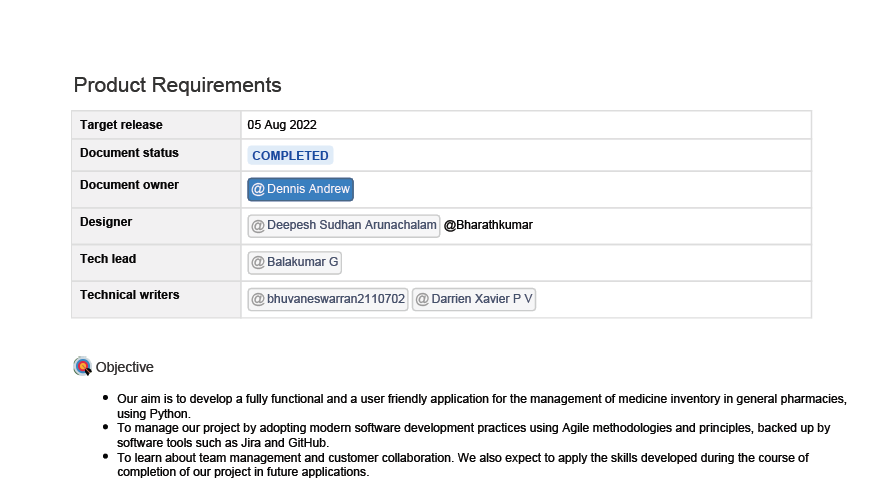 Product Requirements
Target release 05 Aug 2022
Document status COMPLETED
Document owner @ Dennis Andrew
Designer @ Deepesh Sudhan Arunachalam @Bharathkumar
Tech lead @ Balakumar G
Technical writers @ bhuvaneswarran2110702 @ Darrien Xavier P V
Objective
• Our aim is to develop a fully functional and a user friendly application for the management of medicine inventory in general pharmacies,
using Python.
• To manage our project by adopting modern software development practices using Agile methodologies and principles, backed up by
software tools such as Jira and GitHub.
• To learn about team management and customer collaboration. We also expect to apply the skills developed during the course of
completion of our project in future applications.